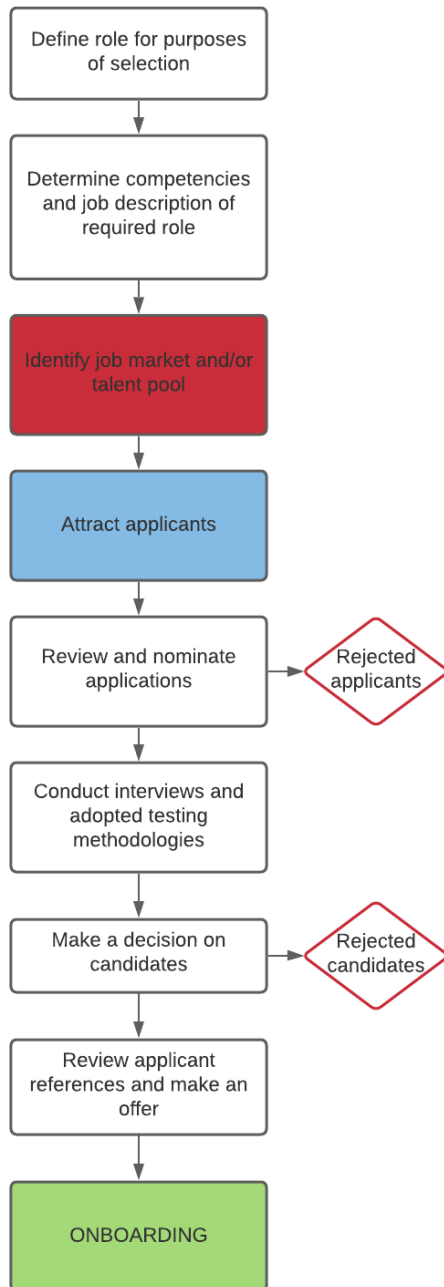 Define role for purposes
of selection
Determine competencies
and job description of
required role
Identify job market and/or
talent pool
Attract applicants
Review and nominate
applications
Rejected
applicants
Conduct interviews and
adopted testing
methodologies
Make a decision on
candidates
Rejected
candidates
Review applicant
references and make an
offer
ONBOARDING